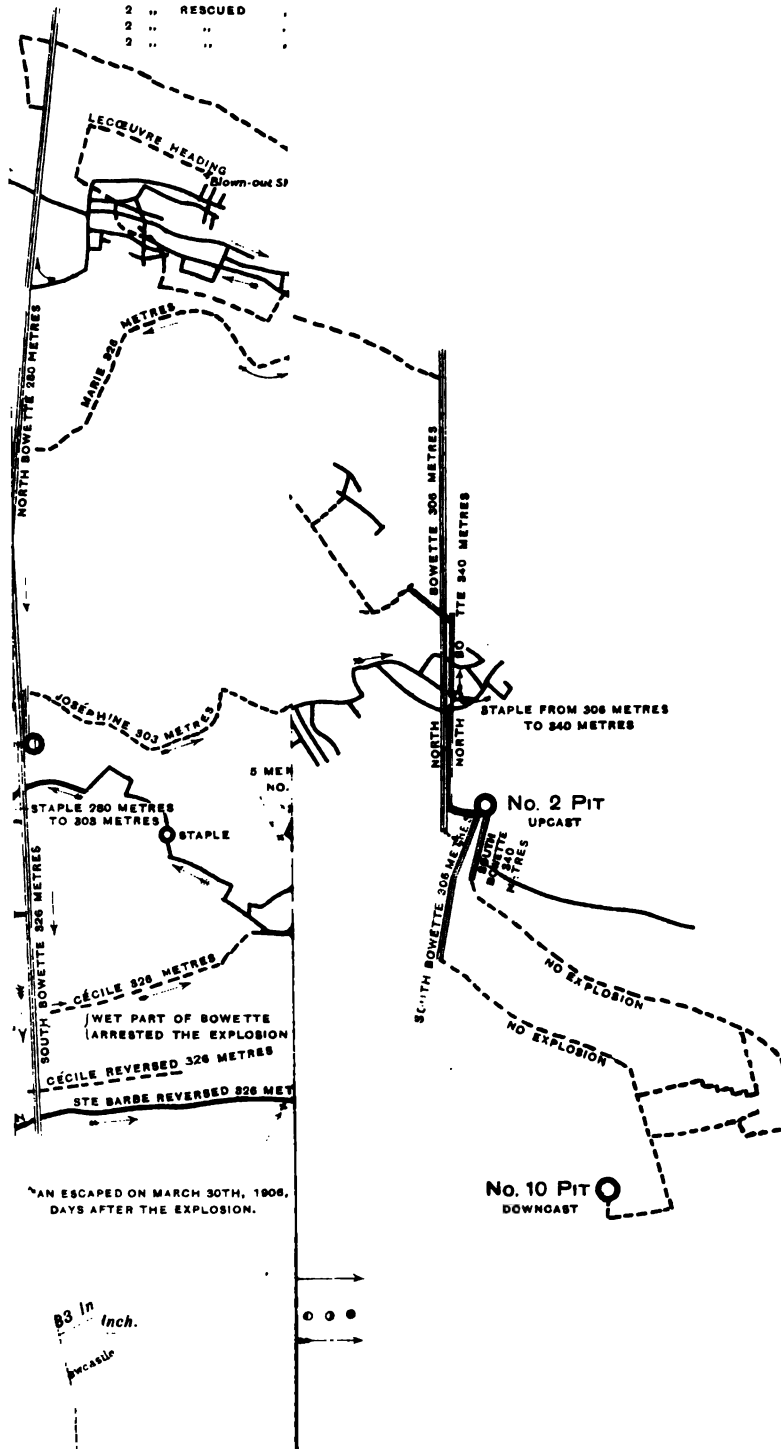 2 „ RESCUED
2 „ „
2 „ „
LECŒUVRE HEADING
Blown-out
NORTH BOWETTE 280 METRES
MARIE 326 METRES
BOWETTE 306 METRES
NORTH
NORTH BO TTE 340 METRES
JOSÉPHINE 303 METRES
STAPLE FROM 306 METRES
TO 340 METRES
NO.
STAPLE 280 METRES
TO 303 METRES
STAPLE
No. 2 PIT
UPCAST
SOUTH BOWETTE 306 METRES
SOUTH
BOWETTE
340
METRES
SOUTH BOWETTE 326 METRES
CÉCILE 326 METRES
NO EXPLOSION
NO EXPLOSION
WET PART OF BOWETTE
ARRESTED THE EXPLOSION
CÉCILE REVERSED 326 METRES
STE BARBE REVERSED 326 MET
AN ESCAPED ON MARCH 30TH, 1906,
DAYS AFTER THE EXPLOSION.
No. 10 PIT
DOWNCAST
Inch.